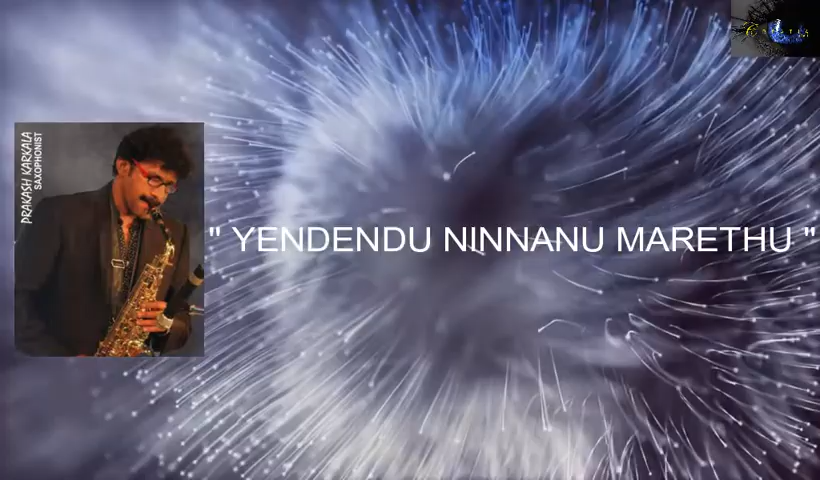 PRAKASH KARKALA
SAXOPHONIST
" YENDENDU NINNANU MARETHU "